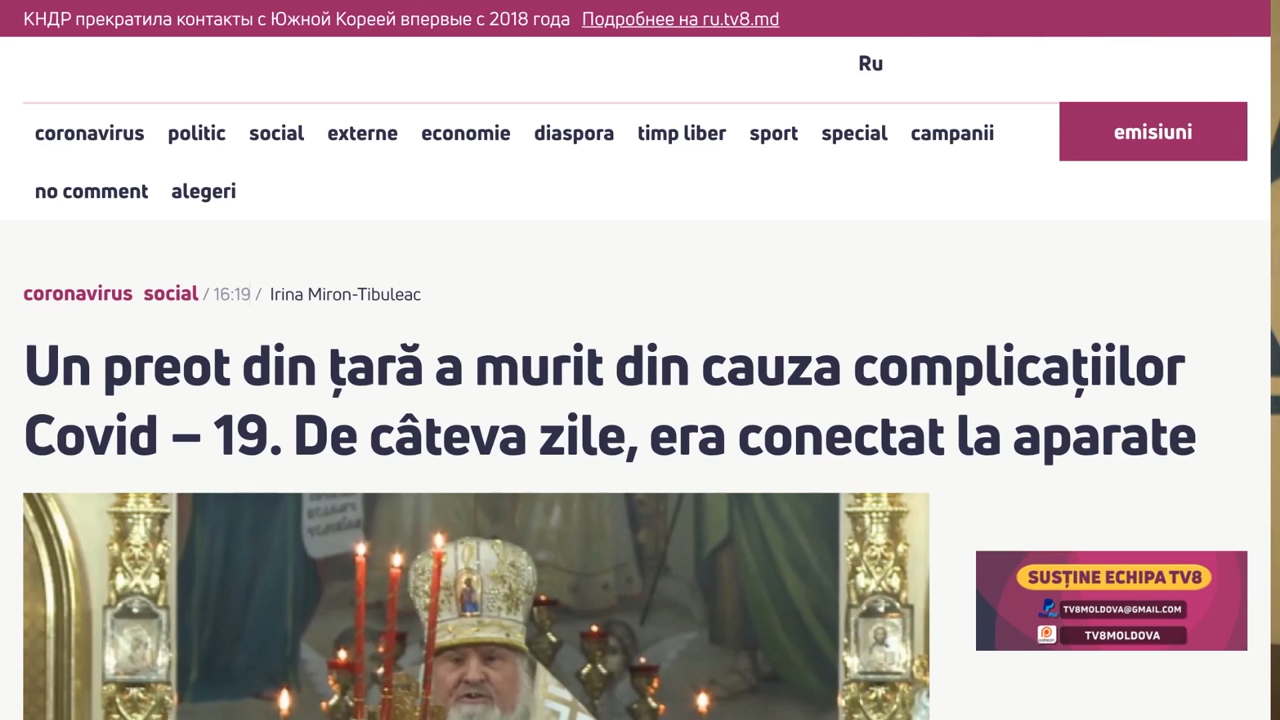 КНДР прекратила контакты с Южной Кореей впервые с 2018 года Подробнее на ru.tv8.md
Ru
coronavirus politic social externe economie diaspora timp liber sport special campanii emisiuni
no comment alegeri
coronavirus social / 16:19 / Irina Miron-Tibuleac
Un preot din țară a murit din cauza complicațiilor
Covid – 19. De câteva zile, era conectat la aparate
SUSȚINE ECHIPA TV8
TV8MOLDOVA@GMAIL.COM
TV8MOLDOVA